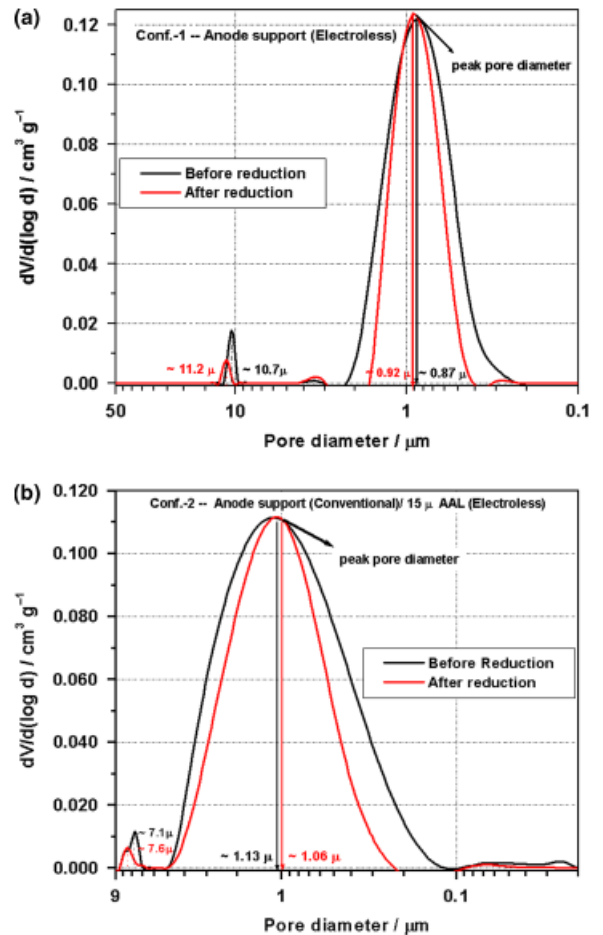 (a)
Conf.-1 -- Anode support (Electroless)
peak pore diameter
Before reduction
After reduction
dV/d(log d) / cm³ g⁻¹
0.12
0.10
0.08
0.06
0.04
0.02
0.00
~ 11.2 µ
~ 10.7µ
~ 0.92 µ
~ 0.87 µ
50
10
1
0.1
Pore diameter / µm
(b)
Conf.-2 -- Anode support (Conventional)/ 15 µ AAL (Electroless)
peak pore diameter
Before Reduction
After reduction
dV/d(log d) / cm³ g⁻¹
0.120
0.100
0.080
0.060
0.040
0.020
0.000
~ 7.1µ
~ 7.6µ
~ 1.13 µ
~ 1.06 µ
9
1
0.1
Pore diameter / µm